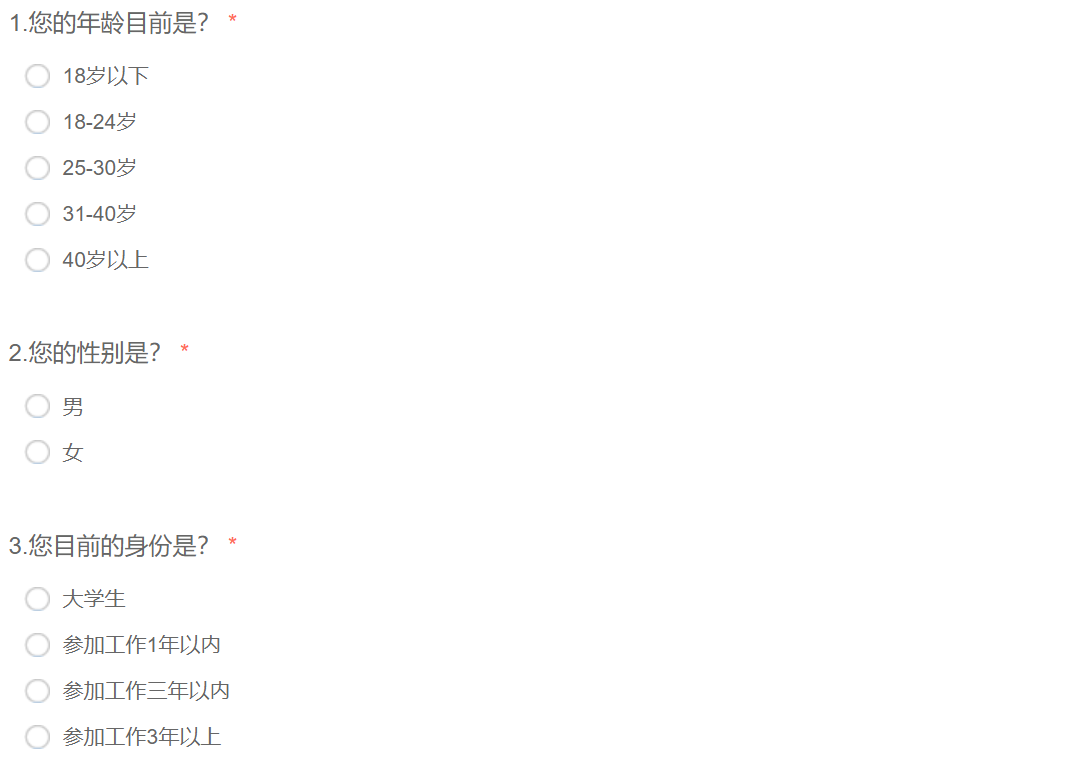 1.您的年龄目前是? *
18岁以下
18-24岁
25-30岁
31-40岁
40岁以上
2.您的性别是? *
男
女
3.您目前的身份是? *
大学生
参加工作1年以内
参加工作三年以内
参加工作3年以上